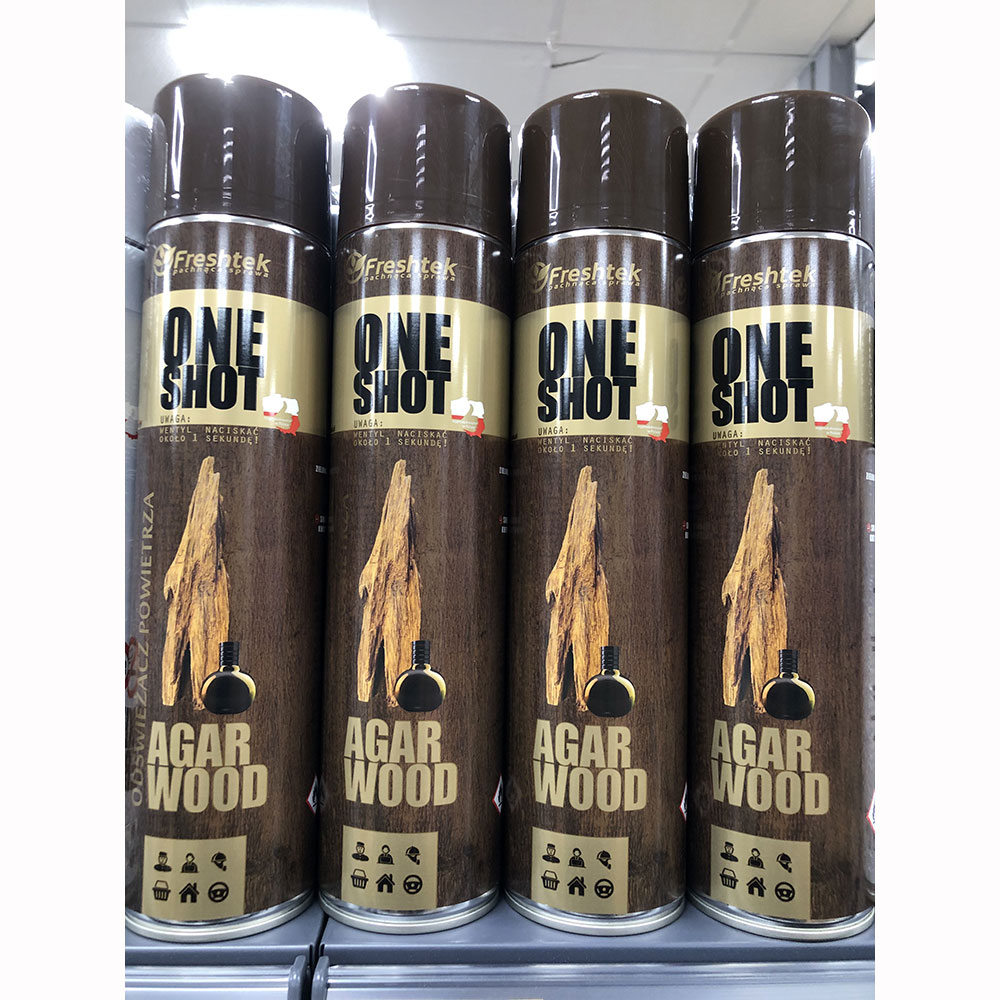 Freshtek
pachnąca sprawa
ONE
SHOT
UWAGA:
WENTYL NACISKAĆ
OKOŁO 1 SEKUNDĘ!
ODŚWIEŻACZ POWIETRZA
AGAR
WOOD
Freshtek
pachnąca sprawa
ONE
SHOT
UWAGA:
WENTYL NACISKAĆ
OKOŁO 1 SEKUNDĘ!
AGAR
WOOD
Freshtek
pachnąca sprawa
ONE
SHOT
UWAGA:
WENTYL NACISKAĆ
OKOŁO 1 SEKUNDĘ!
AGAR
WOOD
Freshtek
pachnąca sprawa
ONE
SHOT
UWAGA:
WENTYL NACISKAĆ
OKOŁO 1 SEKUNDĘ!
AGAR
WOOD